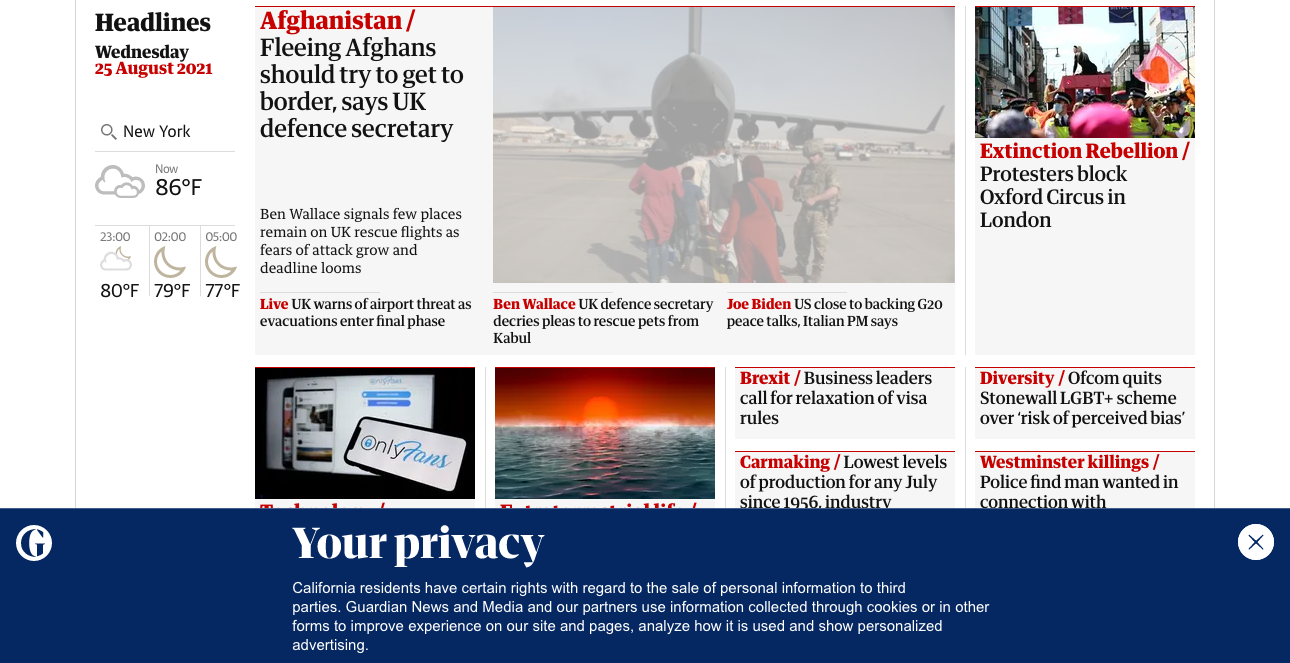 Headlines
Wednesday
25 August 2021
New York
Now
86°F
23:00
02:00
05:00
80°F
79°F
77°F
Afghanistan /
Fleeing Afghans
should try to get to
border, says UK
defence secretary
Ben Wallace signals few places
remain on UK rescue flights as
fears of attack grow and
deadline looms
Live UK warns of airport threat as
evacuations enter final phase
Ben Wallace UK defence secretary
decries pleas to rescue pets from
Kabul
Joe Biden US close to backing G20
peace talks, Italian PM says
Extinction Rebellion /
Protesters block
Oxford Circus in
London
OnlyFans
OnlyFans
Brexit / Business leaders
call for relaxation of visa
rules
Diversity / Ofcom quits
Stonewall LGBT+ scheme
over ‘risk of perceived bias’
Carmaking / Lowest levels
of production for any July
since 1956, industry
Westminster killings /
Police find man wanted in
connection with
Your privacy
California residents have certain rights with regard to the sale of personal information to third
parties. Guardian News and Media and our partners use information collected through cookies or in other
forms to improve experience on our site and pages, analyze how it is used and show personalized
advertising.